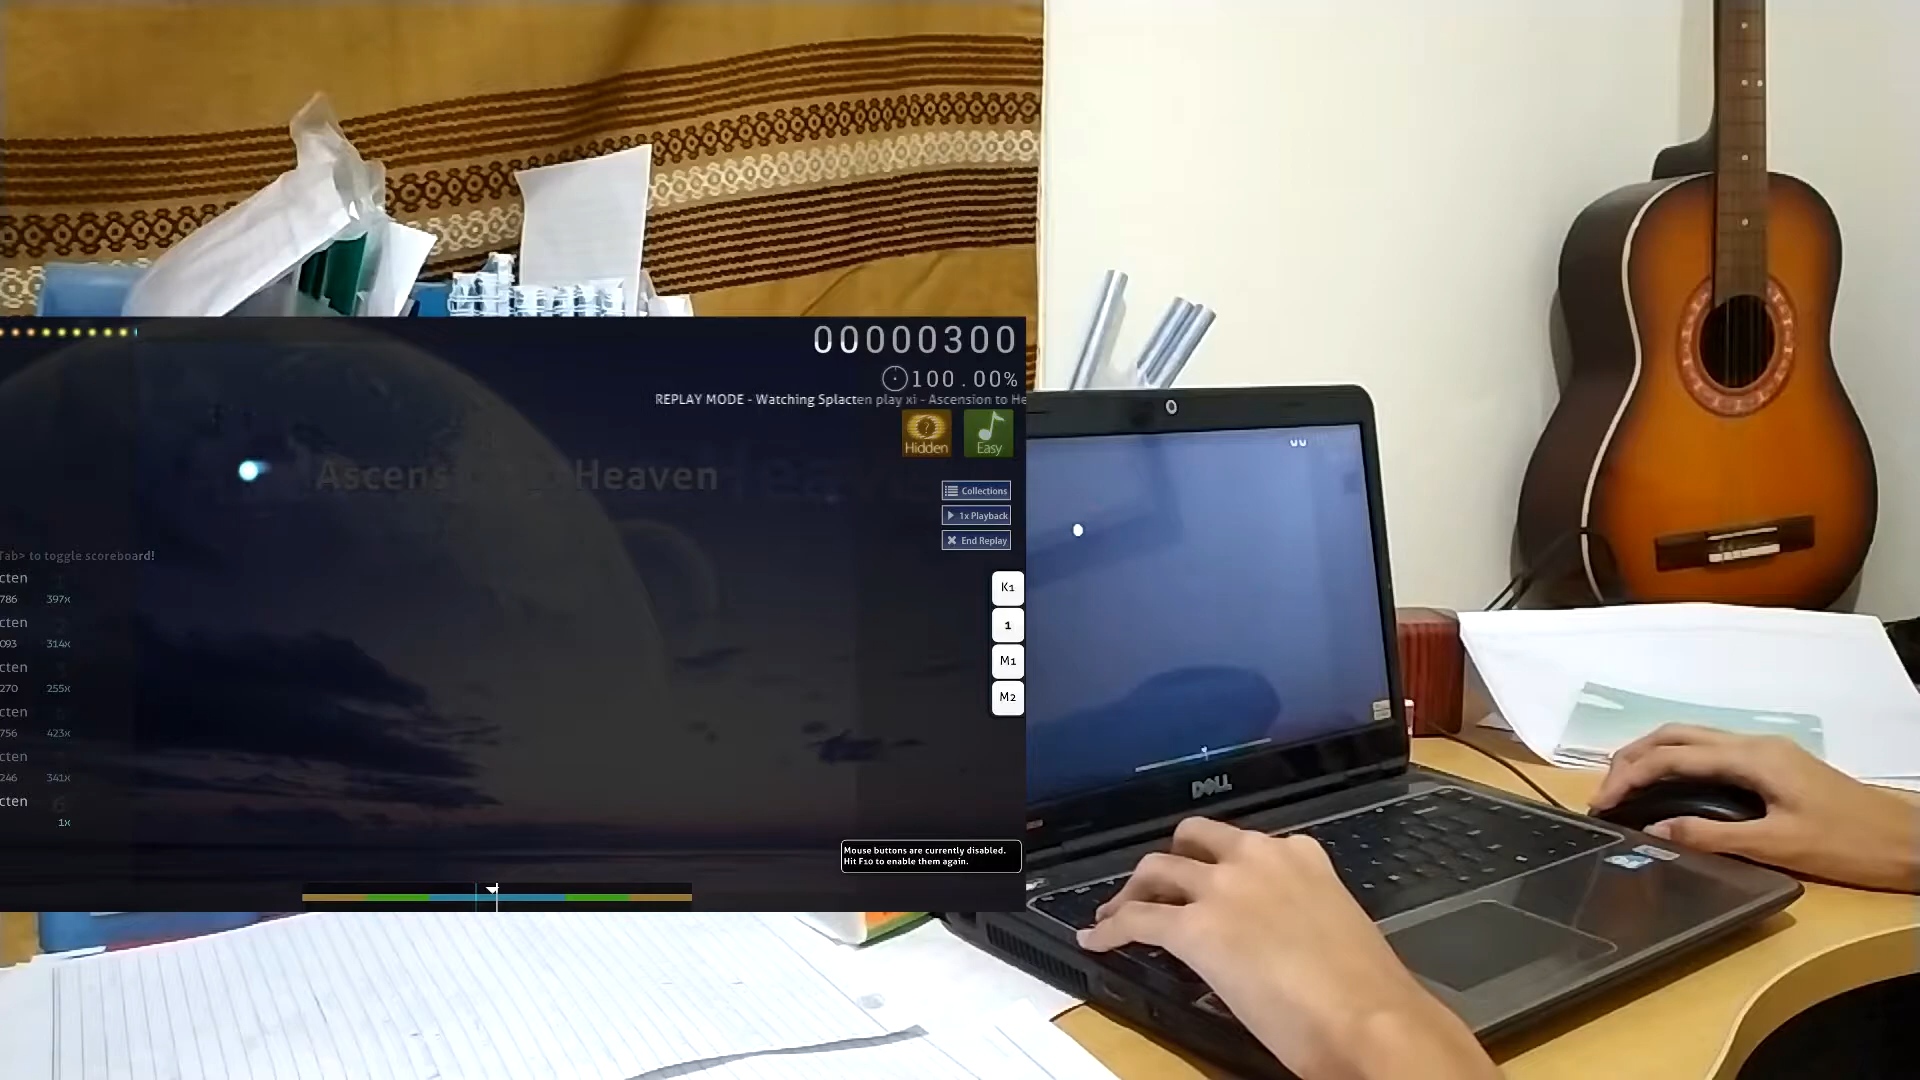 00000300
100.00%
REPLAY MODE - Watching Splacten play xi - Ascension to He
Hidden
Easy
Ascens Heaven
Collections
1x Playback
End Replay
Tab> to toggle scoreboard!
cten
786 397x
cten
093 314x
cten
270 255x
cten
756 423x
cten
246 341x
cten
6
1x
K1
1
M1
M2
Mouse buttons are currently disabled.
Hit F10 to enable them again.
DELL